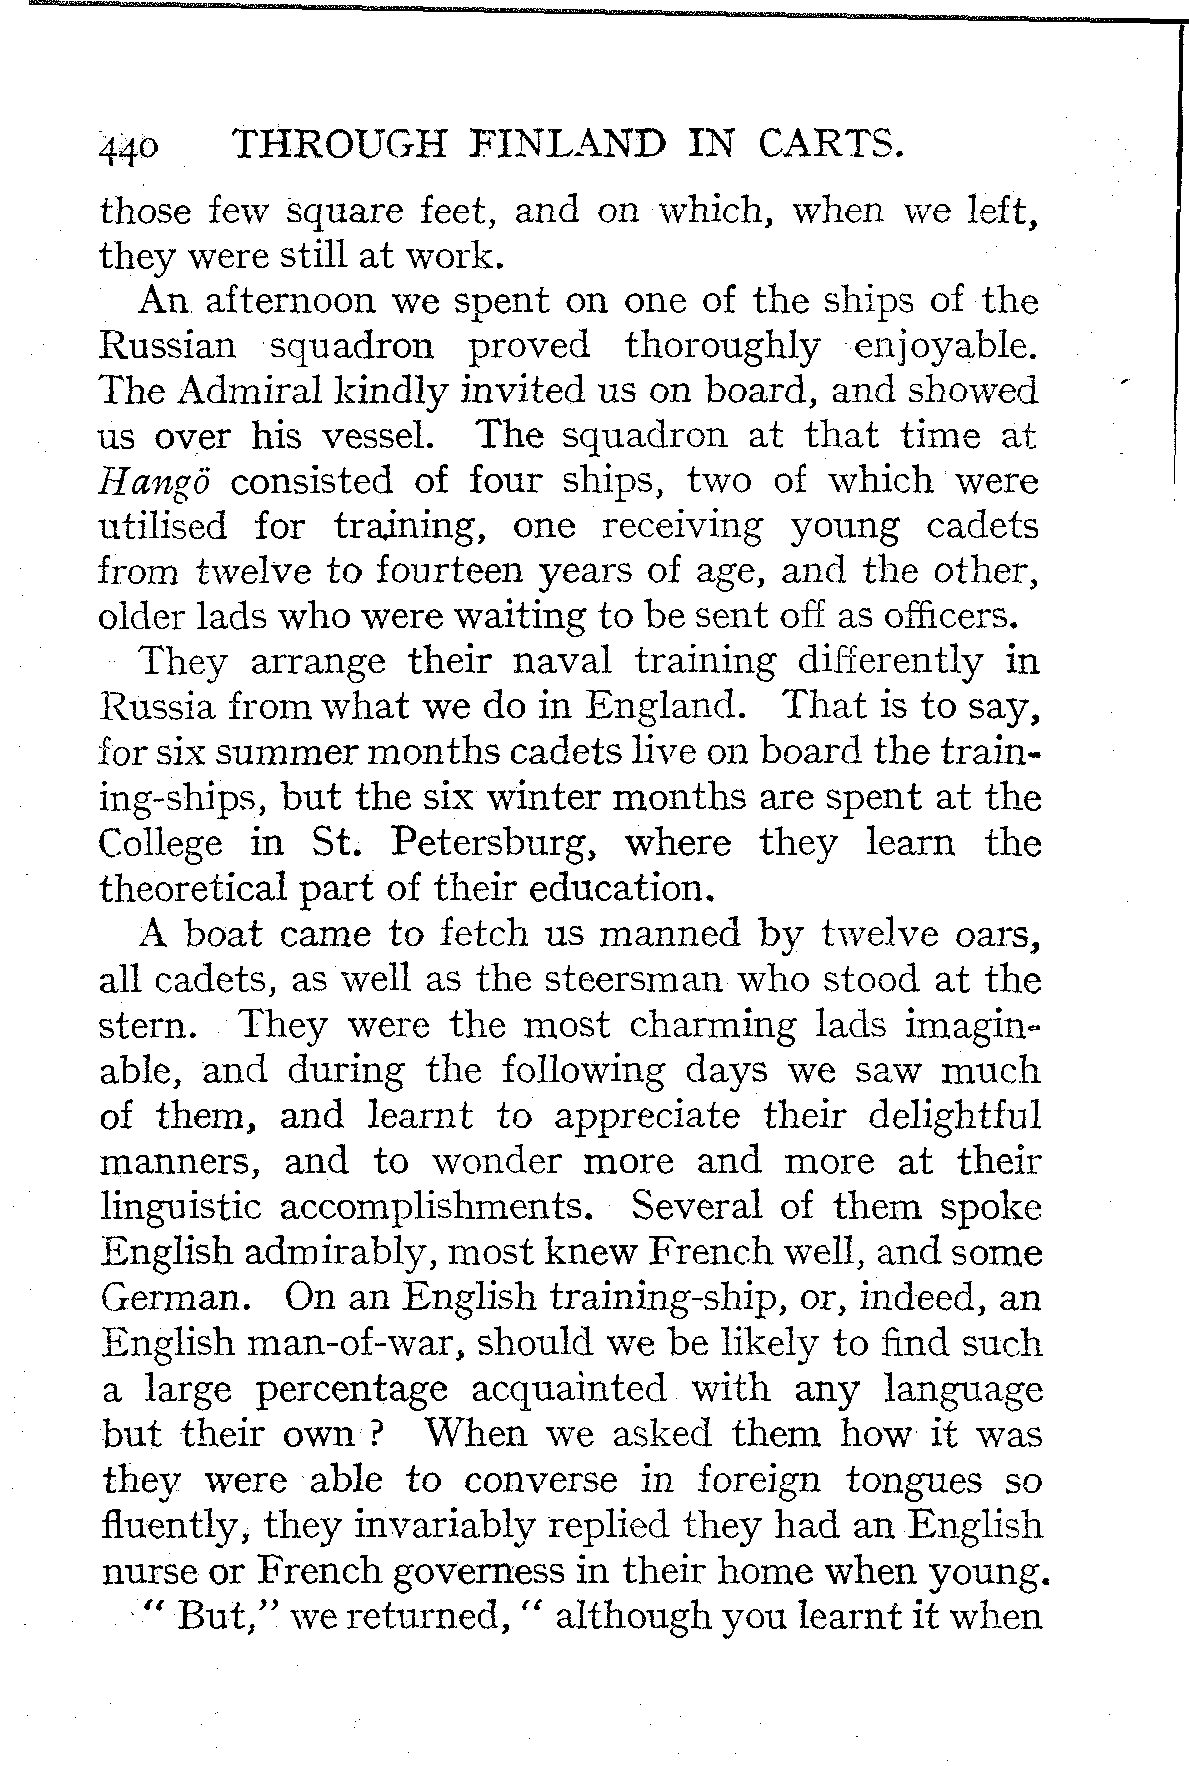 440 THROUGH FINLAND IN CARTS.
those few square feet, and on which, when we left,
they were still at work.
An afternoon we spent on one of the ships of the
Russian squadron proved thoroughly enjoyable.
The Admiral kindly invited us on board, and showed
us over his vessel. The squadron at that time at
Hangö consisted of four ships, two of which were
utilised for training, one receiving young cadets
from twelve to fourteen years of age, and the other,
older lads who were waiting to be sent off as officers.
They arrange their naval training differently in
Russia from what we do in England. That is to say,
for six summer months cadets live on board the train-
ing-ships, but the six winter months are spent at the
College in St. Petersburg, where they learn the
theoretical part of their education.
A boat came to fetch us manned by twelve oars,
all cadets, as well as the steersman who stood at the
stern. They were the most charming lads imagin-
able, and during the following days we saw much
of them, and learnt to appreciate their delightful
manners, and to wonder more and more at their
linguistic accomplishments. Several of them spoke
English admirably, most knew French well, and some
German. On an English training-ship, or, indeed, an
English man-of-war, should we be likely to find such
a large percentage acquainted with any language
but their own ? When we asked them how it was
they were able to converse in foreign tongues so
fluently, they invariably replied they had an English
nurse or French governess in their home when young.
“ But,” we returned, “ although you learnt it when